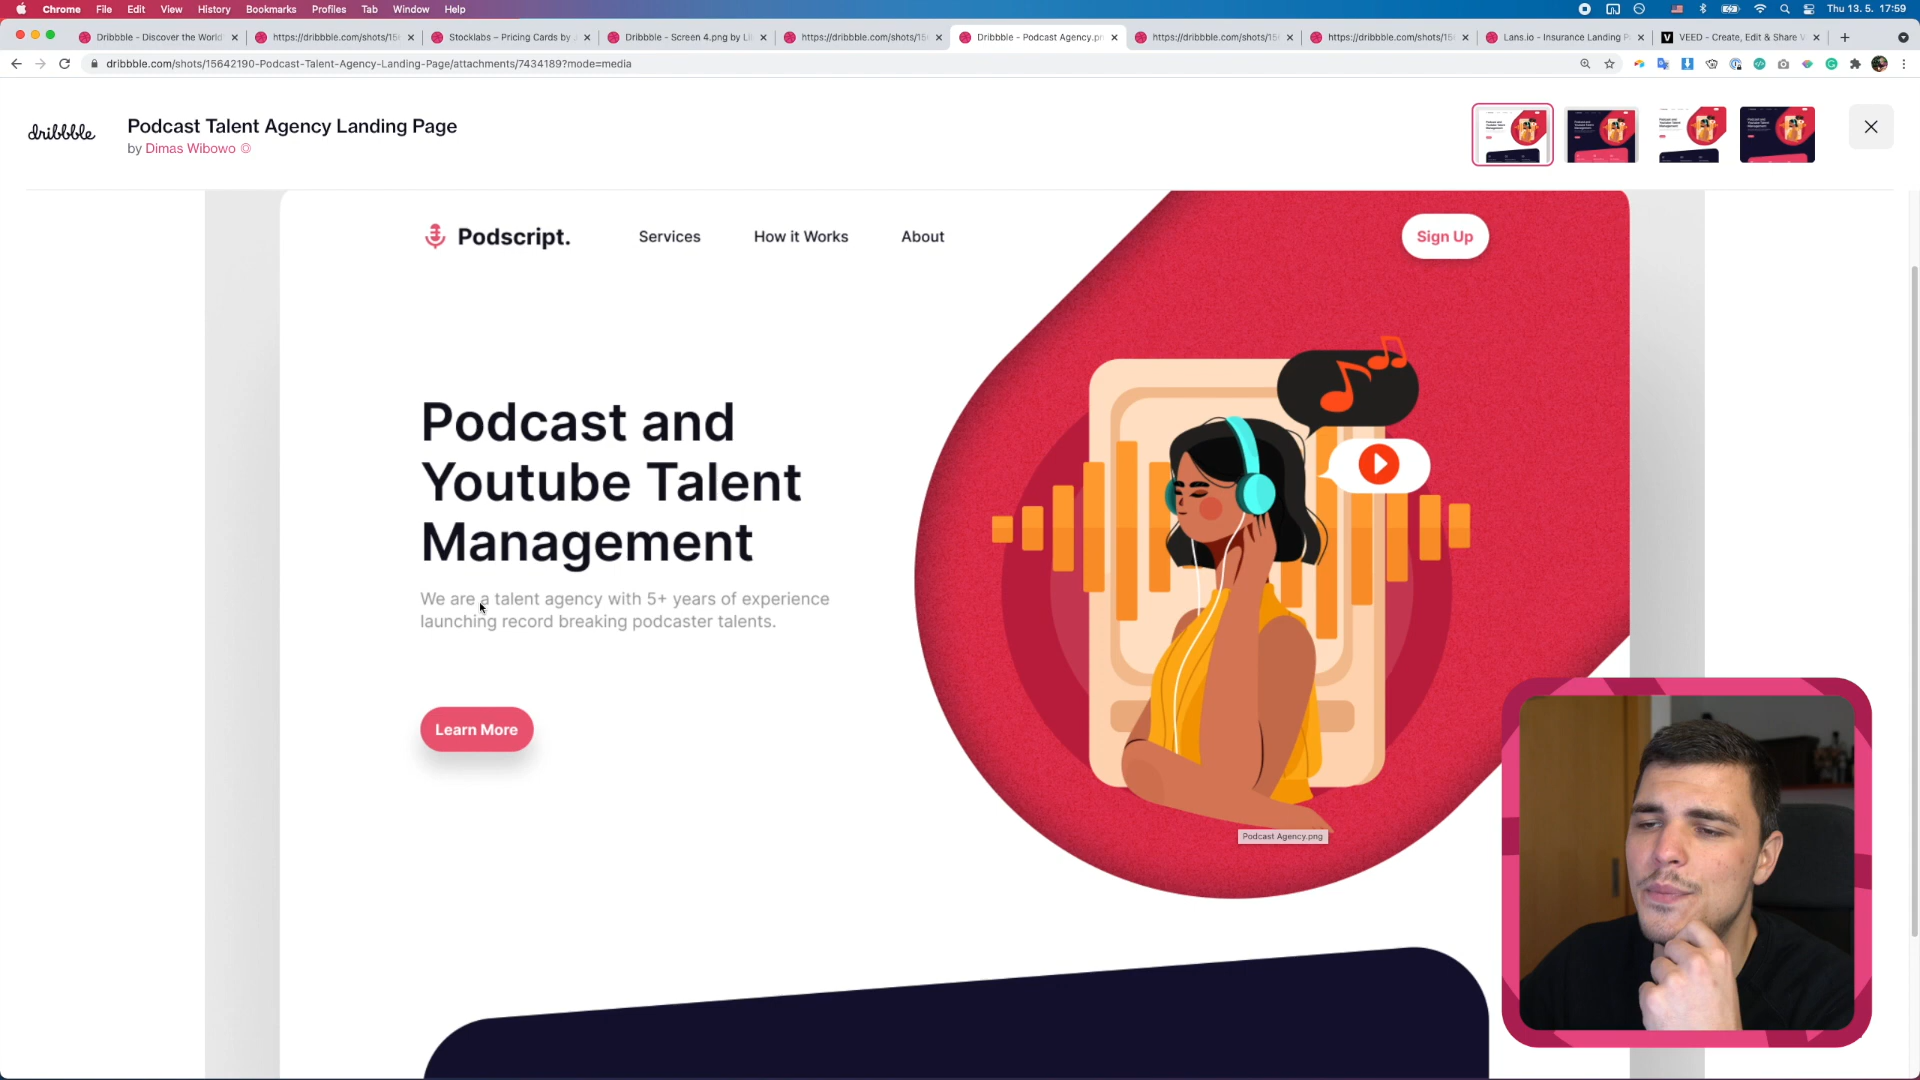 Chrome File Edit View History Bookmarks Profiles Tab Window Help
Thu 13. 5. 17:59
Dribbble - Discover the World
https://dribbble.com/shots/15
Stocklabs – Pricing Cards by
Dribbble - Screen 4.png by Li
https://dribbble.com/shots/15
Dribbble - Podcast Agency.pn
https://dribbble.com/shots/15
https://dribbble.com/shots/15
Lans.io - Insurance Landing P
VEED - Create, Edit & Share V
dribbble.com/shots/15642190-Podcast-Talent-Agency-Landing-Page/attachments/7434189?mode=media
dribbble
Podcast Talent Agency Landing Page
by Dimas Wibowo
Podscript.
Services
How it Works
About
Sign Up
Podcast and
Youtube Talent
Management
We are a talent agency with 5+ years of experience
launching record breaking podcaster talents.
Learn More
Podcast Agency.png